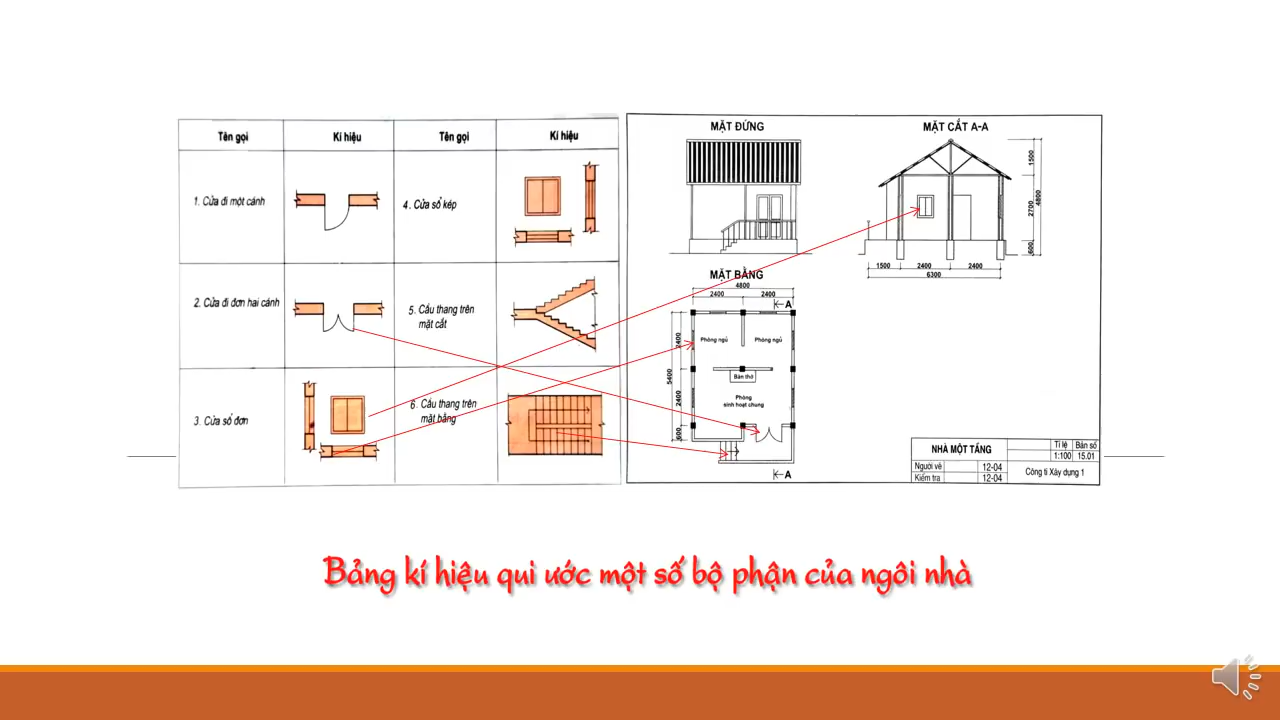 Tên gọi Kí hiệu Tên gọi Kí hiệu
1. Cửa đi một cánh
4. Cửa sổ kép
2. Cửa đi đơn hai cánh
5. Cầu thang trên
mặt cắt
3. Cửa sổ đơn
6. Cầu thang trên
mặt bằng
MẶT ĐỨNG
MẶT CẮT A-A
1500
2700
600
4800
1500 2400 2400
6300
MẶT BẰNG
4800
2400 2400
A
Phòng ngủ Phòng ngủ
2400
5400
2400
600
Bàn thờ
Phòng
sinh hoạt chung
A
NHÀ MỘT TẦNG
Tỉ lệ Bản số
1:100 15.01
Người vẽ 12-04
Kiểm tra 12-04
Công ti Xây dựng 1
Bảng kí hiệu qui ước một số bộ phận của ngôi nhà